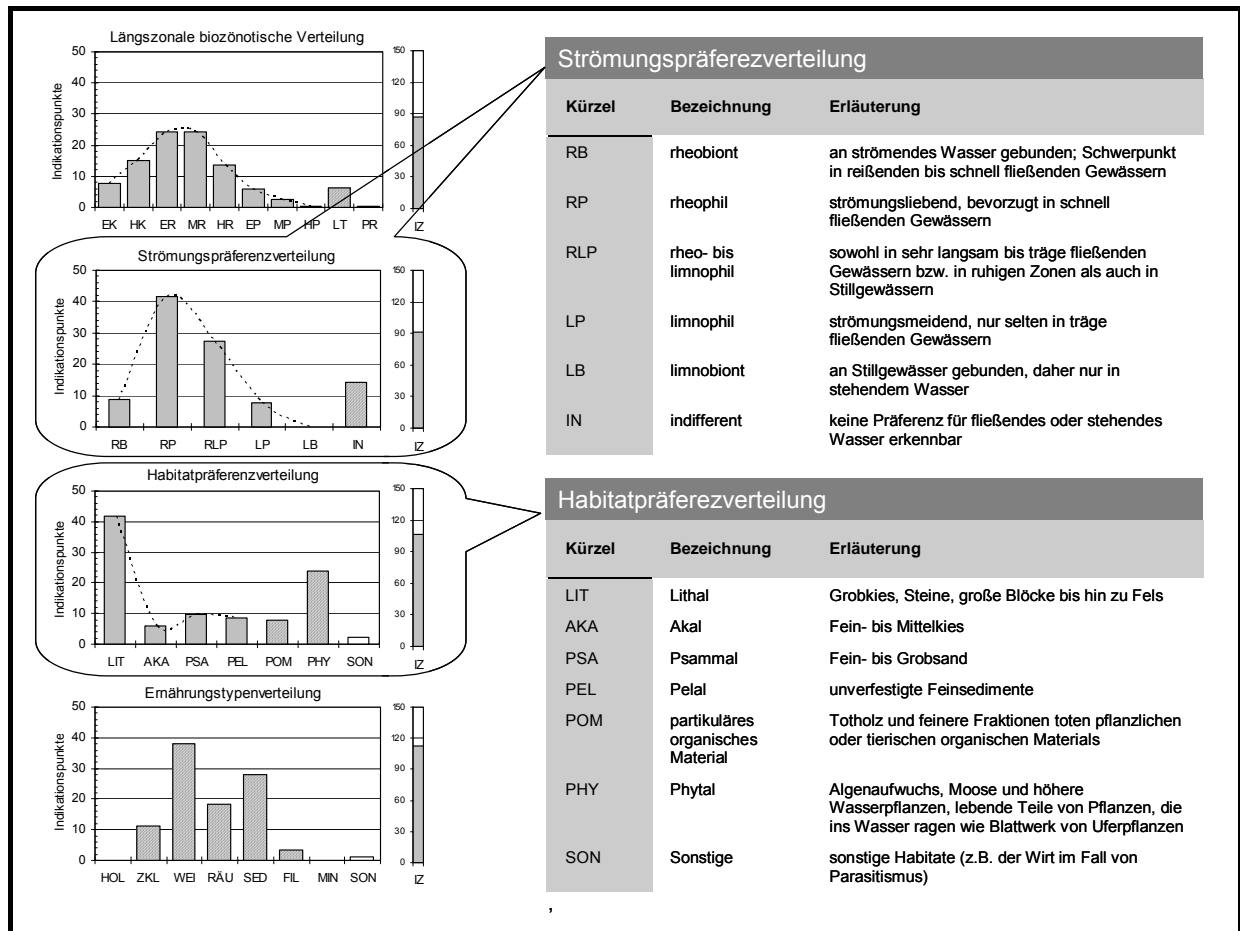 Längszonale biozönotische Verteilung
Indikationspunkte
50
40
30
20
10
0
EK HK ER MR HR EP MP HP LT PR
150
120
90
60
30
0
IZ
Strömungspräferenzverteilung
Indikationspunkte
50
40
30
20
10
0
RB RP RLP LP LB IN
150
120
90
60
30
0
IZ
Habitatpräferenzverteilung
Indikationspunkte
50
40
30
20
10
0
LIT AKA PSA PEL POM PHY SON
150
120
90
60
30
0
IZ
Ernährungstypenverteilung
Indikationspunkte
50
40
30
20
10
0
HOL ZKL WEI RÄU SED FIL MIN SON
150
120
90
60
30
0
IZ
Strömungspräferezverteilung
Kürzel Bezeichnung Erläuterung
RB rheobiont an strömendes Wasser gebunden; Schwerpunkt
in reißenden bis schnell fließenden Gewässern
RP rheophil strömungsliebend, bevorzugt in schnell
fließenden Gewässern
RLP rheo- bis sowohl in sehr langsam bis träge fließenden
limnophil Gewässern bzw. in ruhigen Zonen als auch in
Stillgewässern
LP limnophil strömungsmeidend, nur selten in träge
fließenden Gewässern
LB limnobiont an Stillgewässer gebunden, daher nur in
stehendem Wasser
IN indifferent keine Präferenz für fließendes oder stehendes
Wasser erkennbar
Habitatpräferezverteilung
Kürzel Bezeichnung Erläuterung
LIT Lithal Grobkies, Steine, große Blöcke bis hin zu Fels
AKA Akal Fein- bis Mittelkies
PSA Psammal Fein- bis Grobsand
PEL Pelal unverfestigte Feinsedimente
POM partikuläres Totholz und feinere Fraktionen toten pflanzlichen
organisches oder tierischen organischen Materials
Material
PHY Phytal Algenaufwuchs, Moose und höhere
Wasserpflanzen, lebende Teile von Pflanzen, die
ins Wasser ragen wie Blattwerk von Uferpflanzen
SON Sonstige sonstige Habitate (z.B. der Wirt im Fall von
Parasitismus)
,